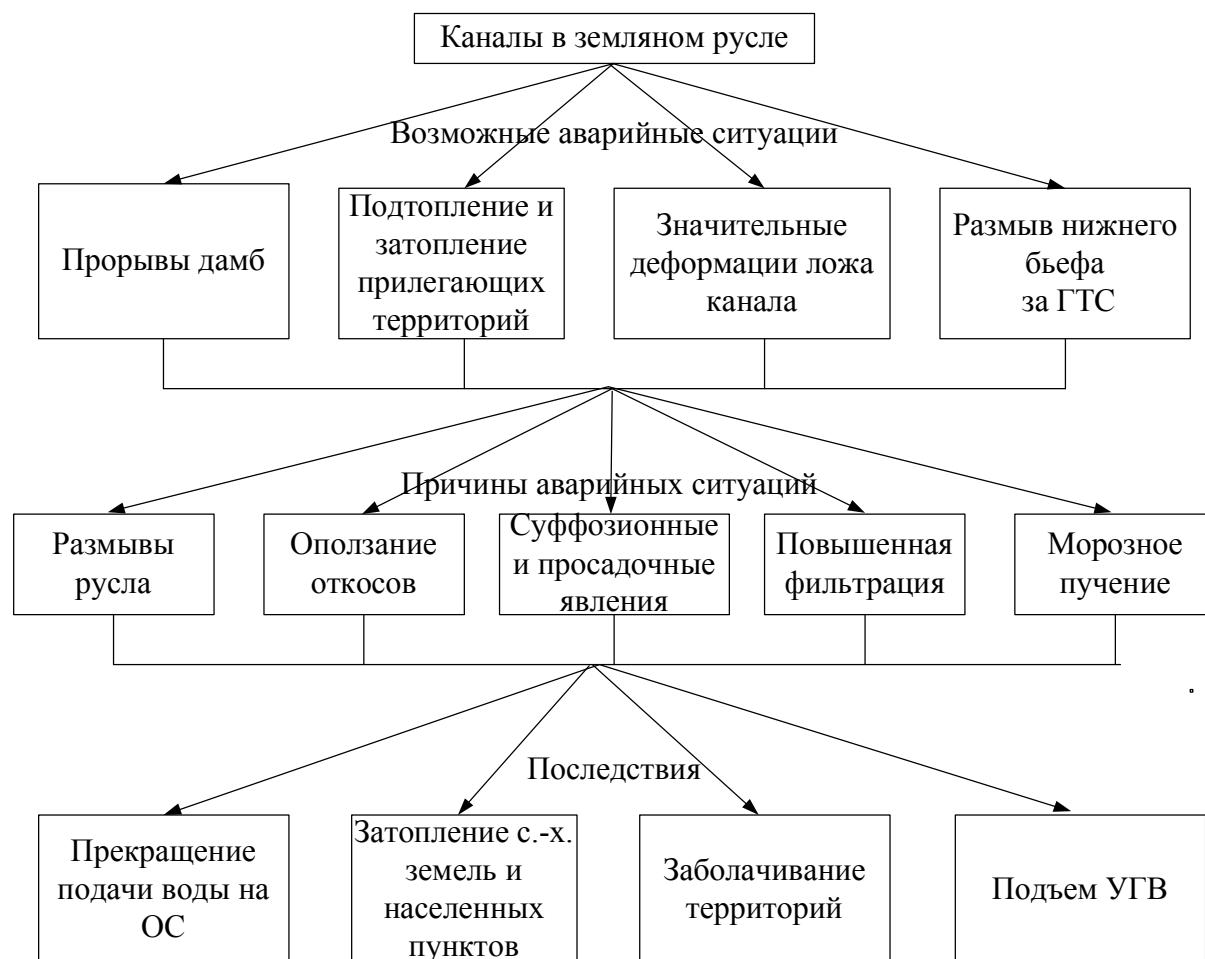 Каналы в земляном русле
Возможные аварийные ситуации
Прорывы дамб
Подтопление и
затопление
прилегающих
территорий
Значительные
деформации ложа
канала
Размыв нижнего
бьефа
за ГТС
Причины аварийных ситуаций
Размывы
русла
Оползание
откосов
Суффозионные
и просадочные
явления
Повышенная
фильтрация
Морозное
пучение
Последствия
Прекращение
подачи воды на
ОС
Затопление с.-х.
земель и
населенных
пунктов
Заболачивание
территорий
Подъем УГВ